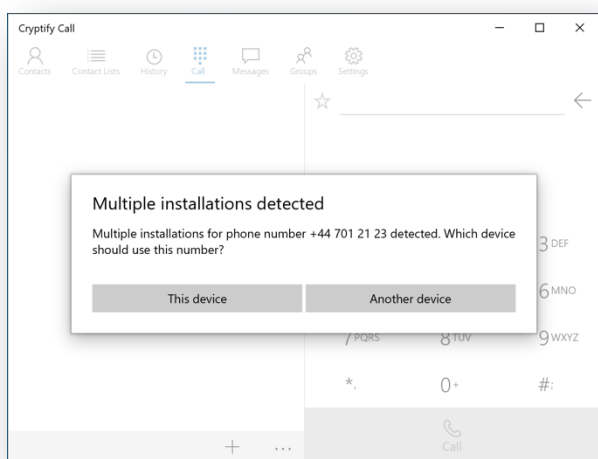 Cryptify Call
Contacts Contact Lists History Call Messages Groups Settings
Multiple installations detected
Multiple installations for phone number +44 701 21 23 detected. Which device
should use this number?
3 DEF
This device Another device
6 MNO
7 PQRS 8 TUV 9 WXYZ
*, 0+ #;
Call